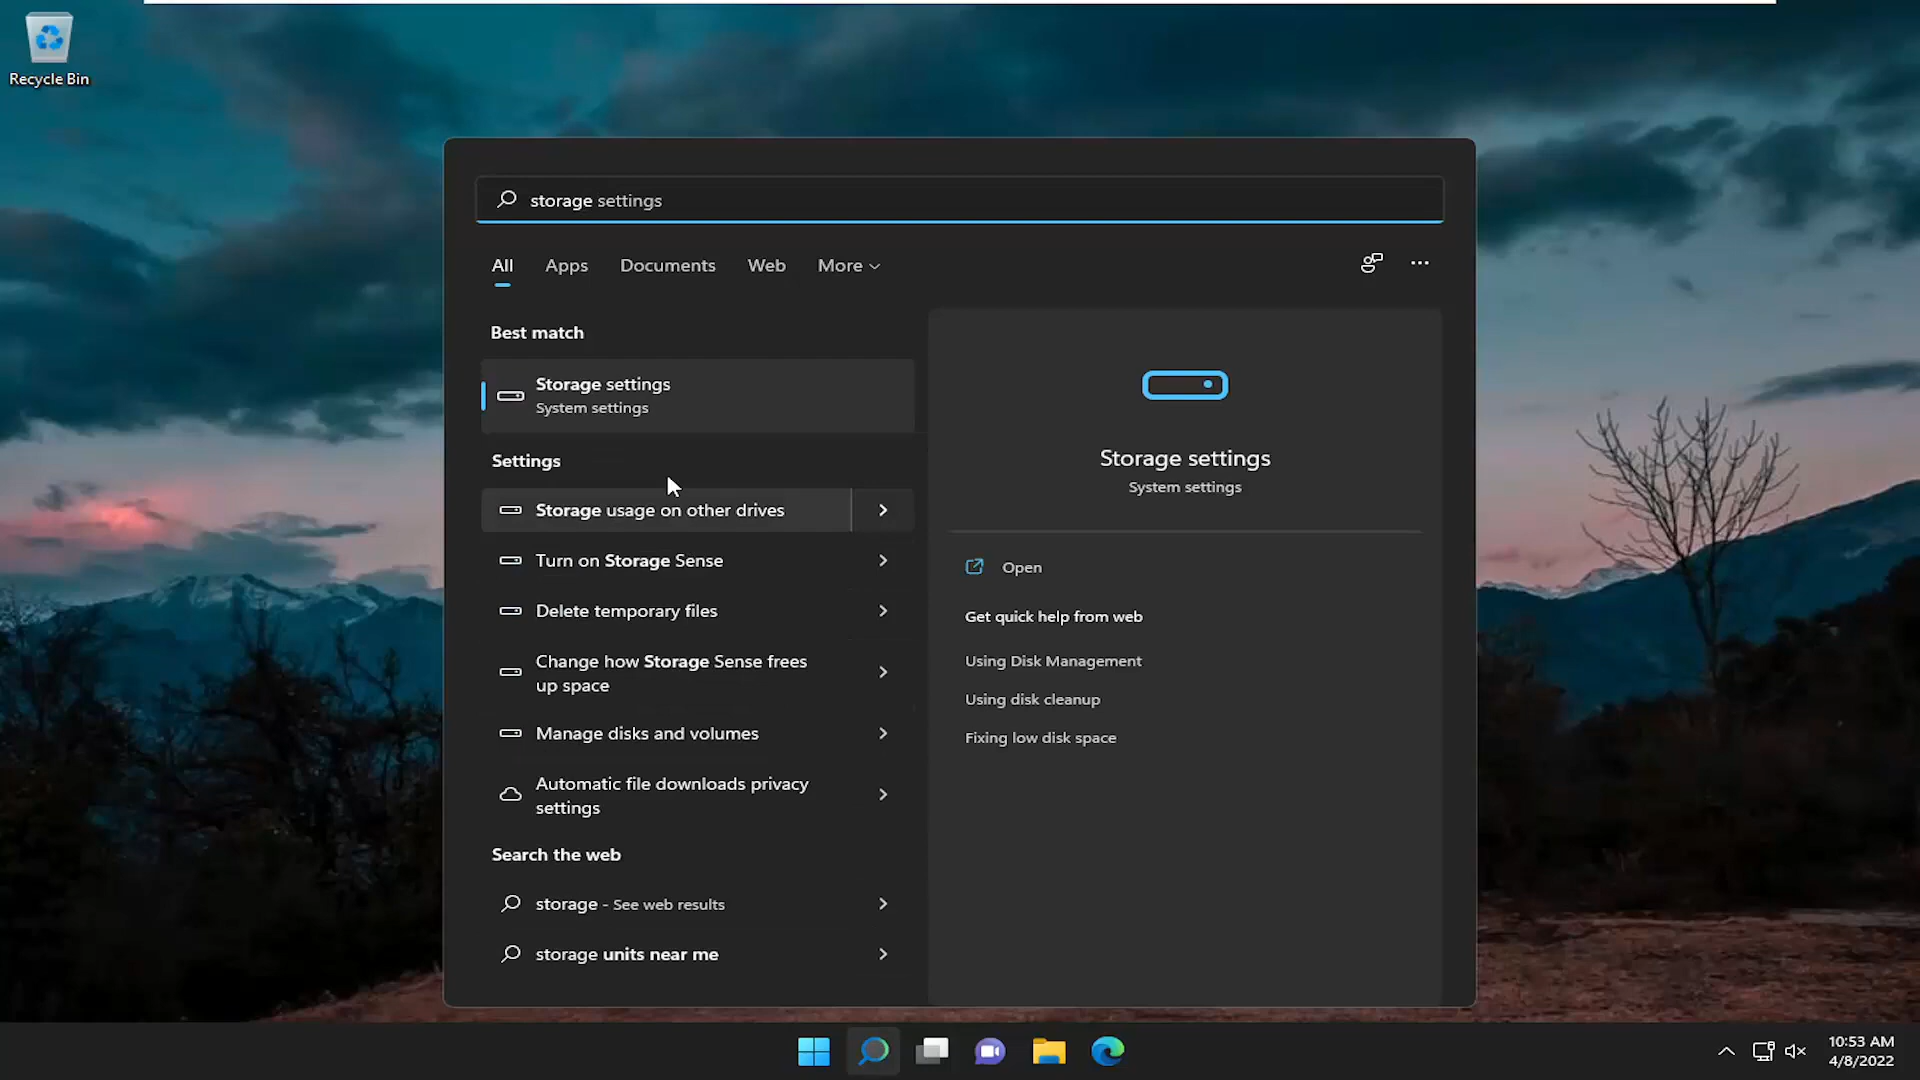 Recycle Bin
storage settings
All Apps Documents Web More
Best match
Storage settings
System settings
Settings
Storage usage on other drives
Turn on Storage Sense
Delete temporary files
Change how Storage Sense frees
up space
Manage disks and volumes
Automatic file downloads privacy
settings
Search the web
storage - See web results
storage units near me
Storage settings
System settings
Open
Get quick help from web
Using Disk Management
Using disk cleanup
Fixing low disk space
10:53 AM
4/8/2022